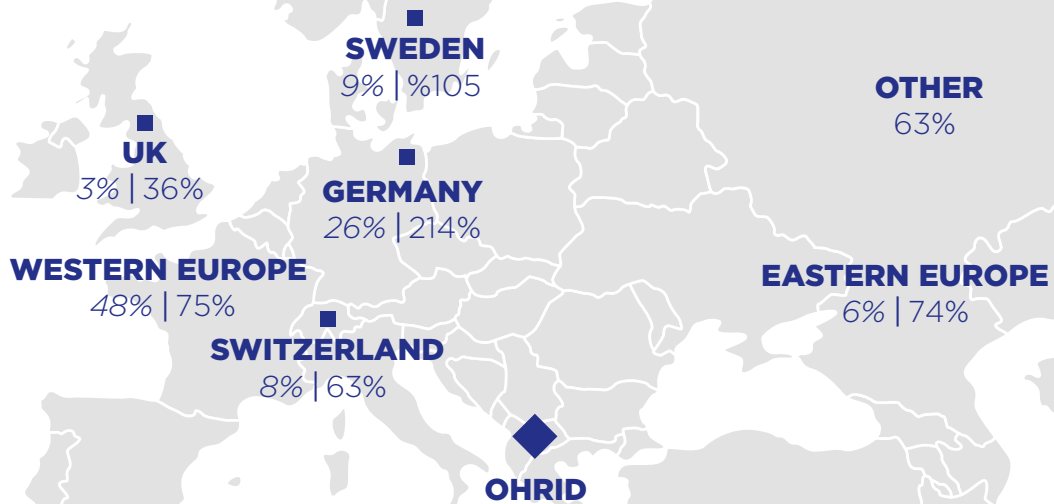 SWEDEN
9% | %105
OTHER
63%
UK
3% | 36%
GERMANY
26% | 214%
WESTERN EUROPE
48% | 75%
EASTERN EUROPE
6% | 74%
SWITZERLAND
8% | 63%
OHRID